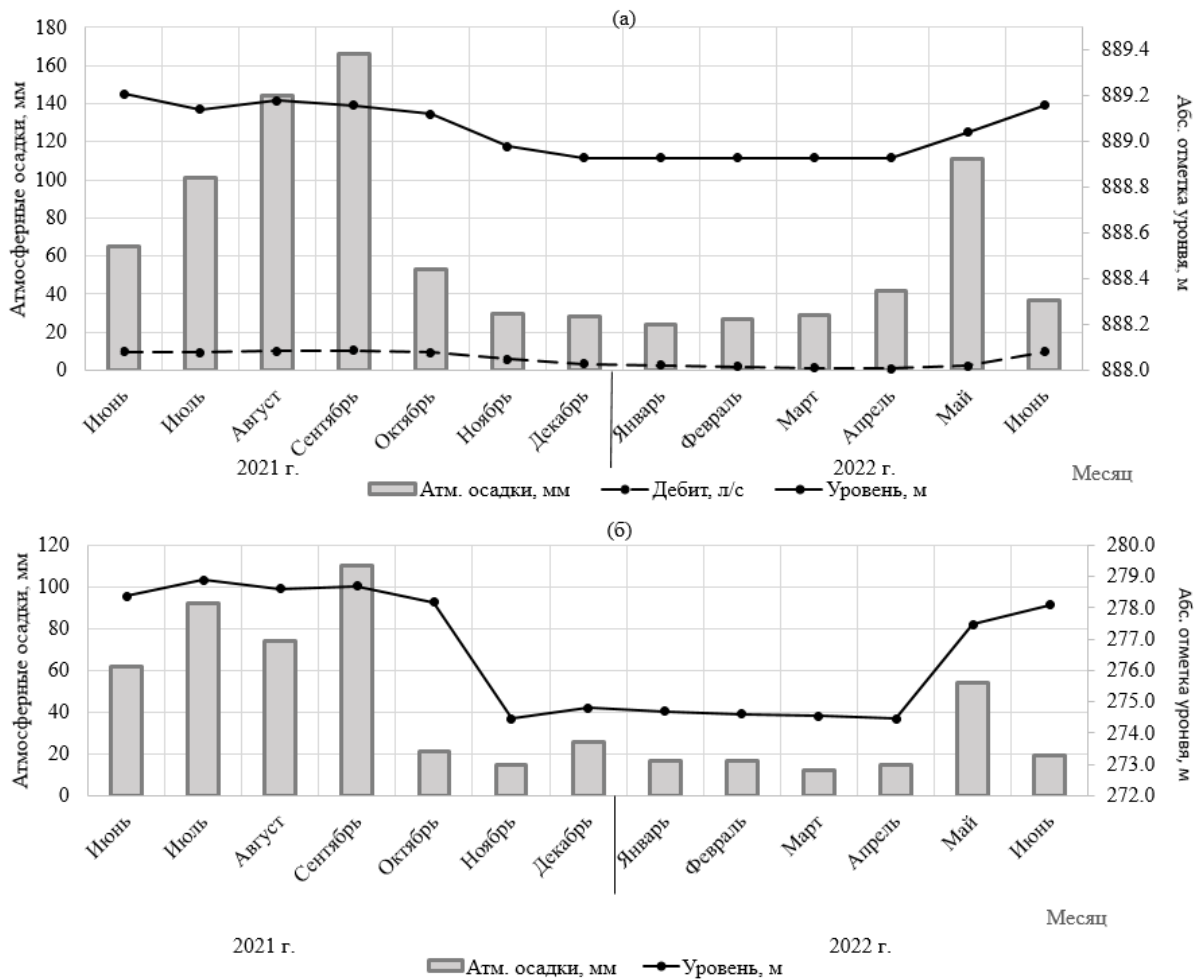 (а)
Атмосферные осадки, мм
180
160
140
120
100
80
60
40
20
0
889.4
889.2
889.0
888.8
888.6
888.4
888.2
888.0
Абс. отметка уронвя, м
Июнь
Июль
Август
Сентябрь
Октябрь
Ноябрь
Декабрь
Январь
Февраль
Март
Апрель
Май
Июнь
2021 г.
2022 г.
Месяц
Атм. осадки, мм
Дебит, л/с
Уровень, м
(б)
Атмосферные осадки, мм
120
100
80
60
40
20
0
280.0
279.0
278.0
277.0
276.0
275.0
274.0
273.0
272.0
Абс. отметка уронвя, м
Июнь
Июль
Август
Сентябрь
Октябрь
Ноябрь
Декабрь
Январь
Февраль
Март
Апрель
Май
Июнь
Месяц
2021 г.
2022 г.
Атм. осадки, мм
Уровень, м